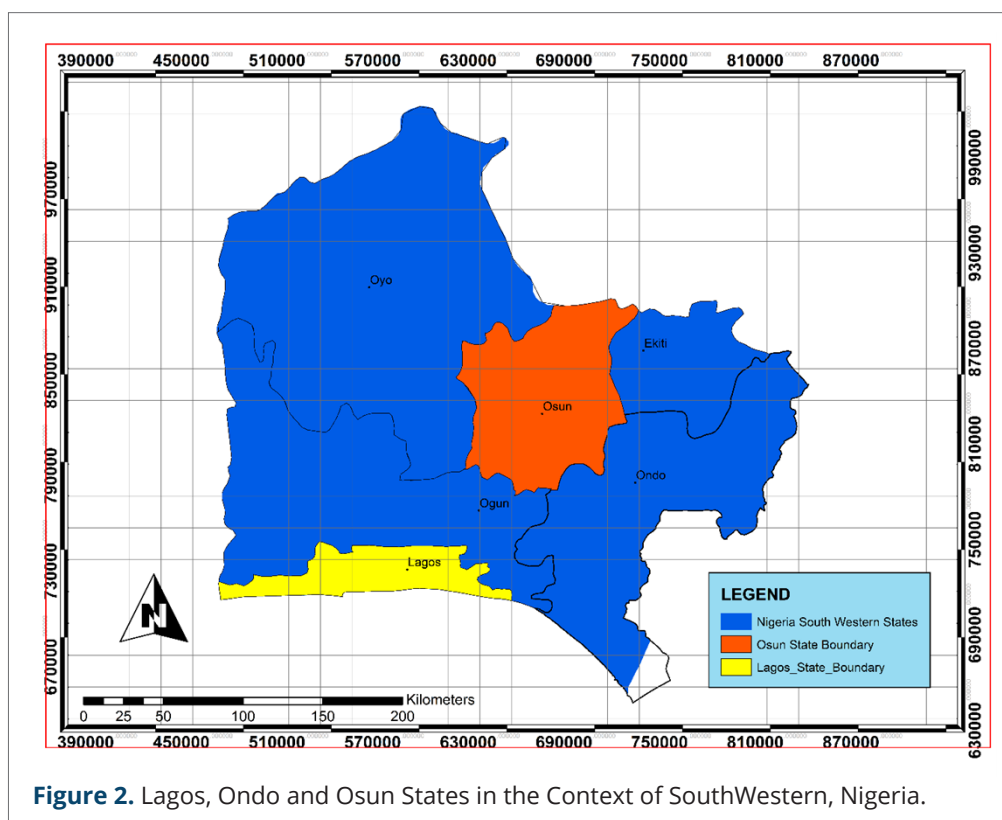 390000 450000 510000 570000 630000 690000 750000 810000 870000
970000
910000
850000
790000
730000
670000
990000
930000
870000
810000
750000
690000
630000
Oyo
Ekiti
Osun
Ondo
Ogun
Lagos
N
LEGEND
Nigeria South Western States
Osun State Boundary
Lagos_State_Boundary
Kilometers
0 25 50 100 150 200
390000 450000 510000 570000 630000 690000 750000 810000 870000
Figure 2. Lagos, Ondo and Osun States in the Context of SouthWestern, Nigeria.